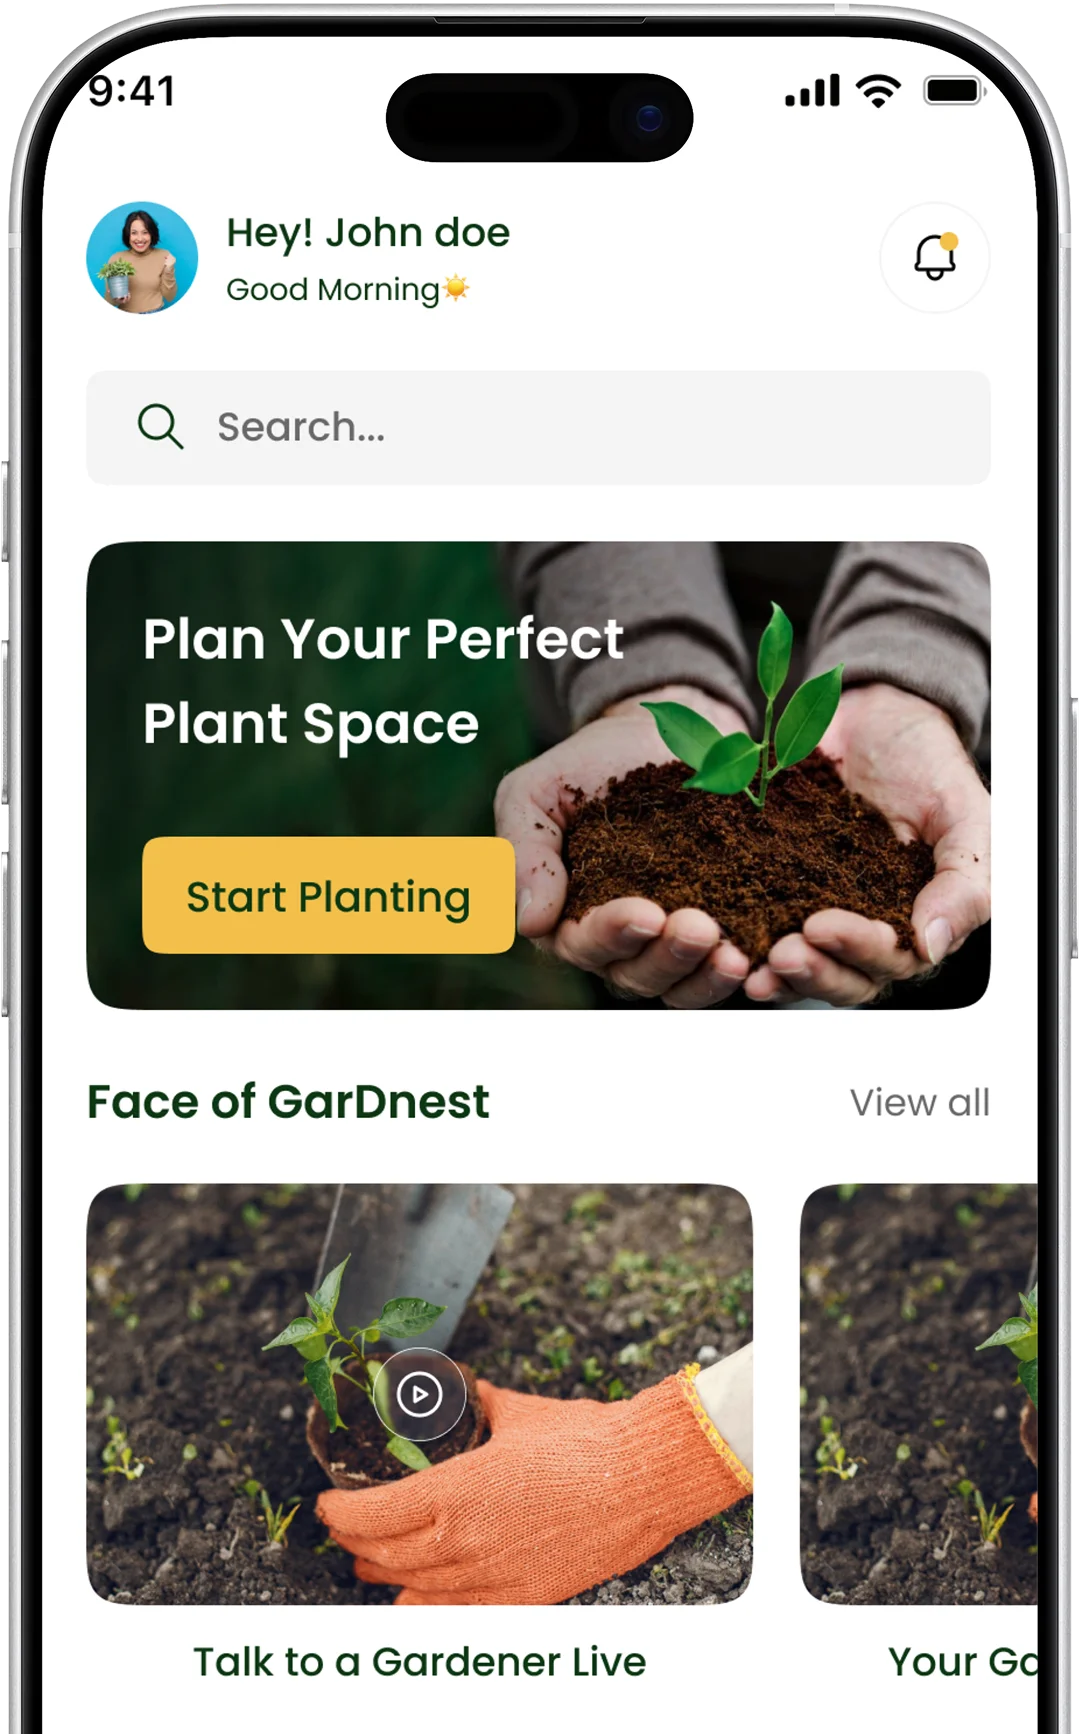 9:41
Hey! John doe
Good Morning☀️
Search...
Plan Your Perfect
Plant Space
Start Planting
Face of GarDnest
View all
Talk to a Gardener Live
Your